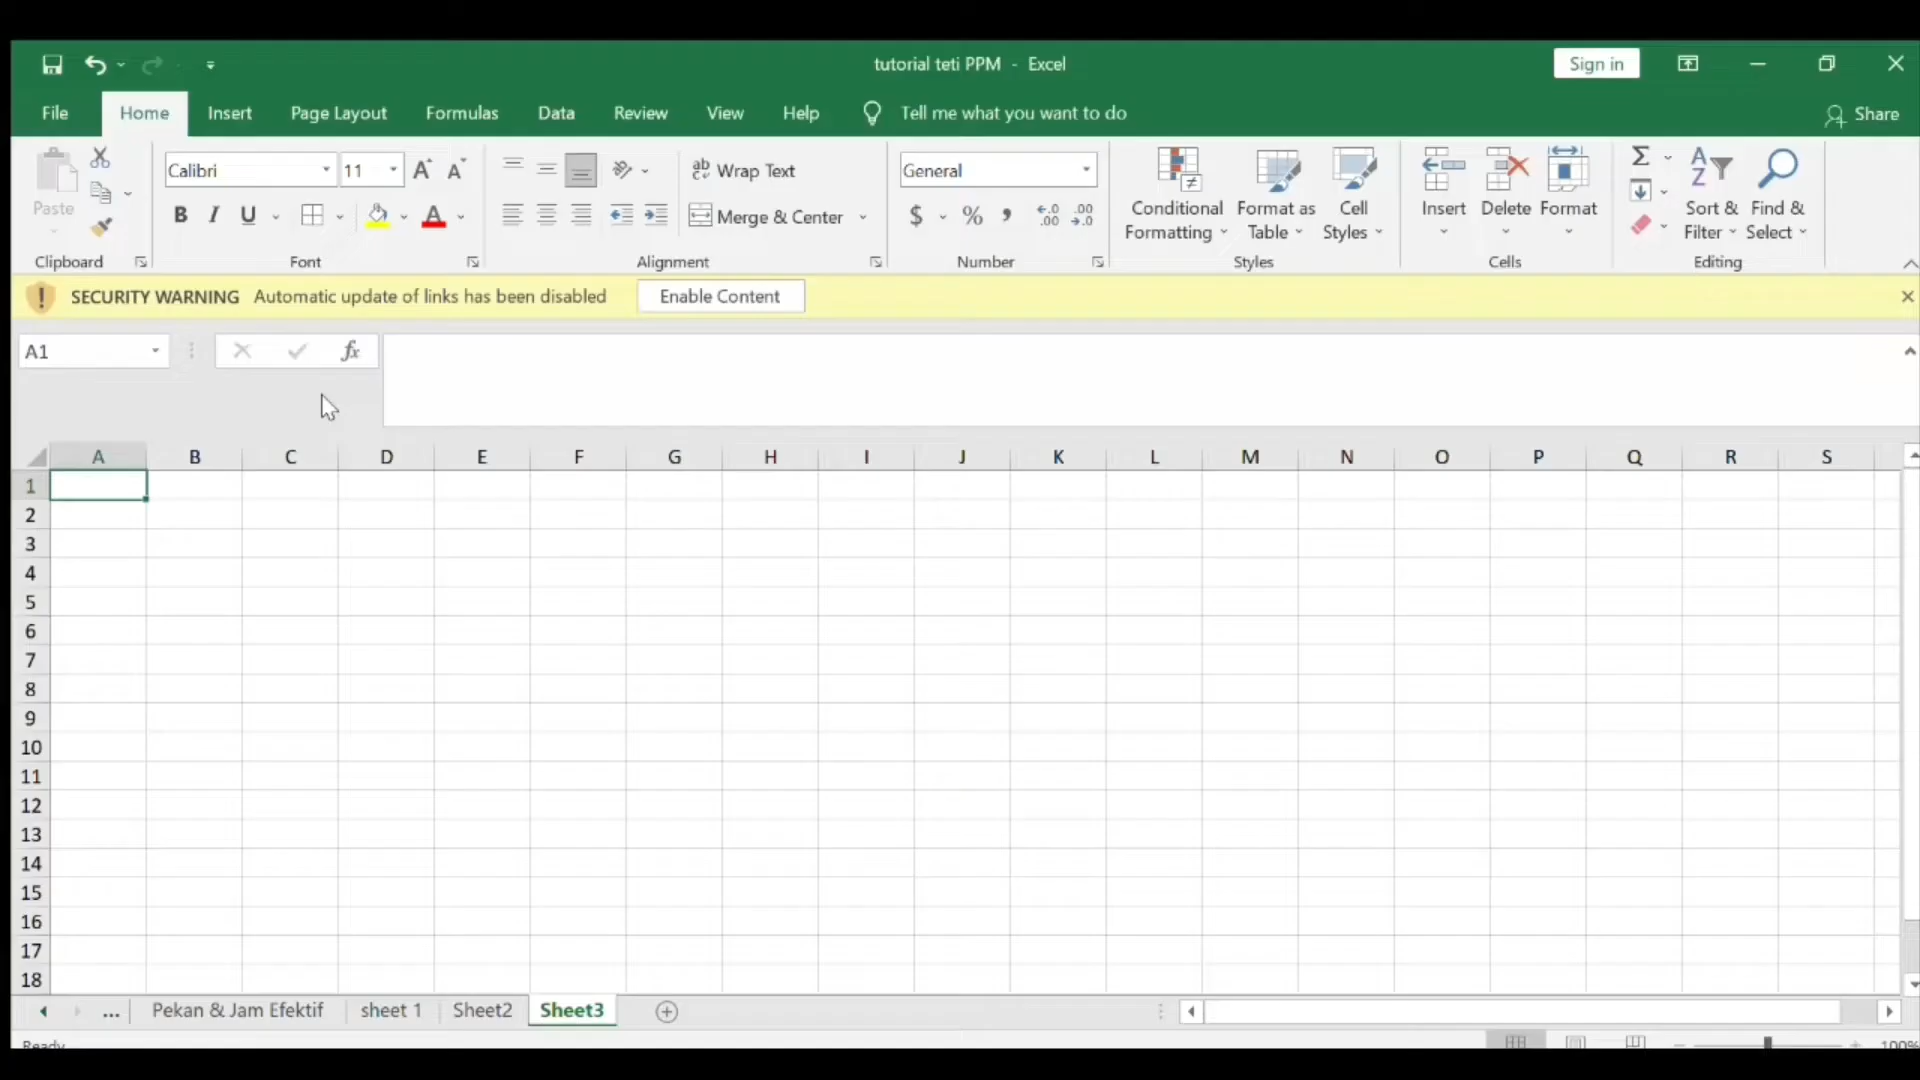 tutorial teti PPM - Excel
Sign in
File Home Insert Page Layout Formulas Data Review View Help Tell me what you want to do
Share
Paste
Clipboard
Calibri 11
B I U
Font
Wrap Text
Merge & Center
Alignment
General
$ % ,
Number
Conditional Formatting
Format as Table
Cell Styles
Styles
Insert Delete Format
Cells
Sort & Filter
Find & Select
Editing
SECURITY WARNING Automatic update of links has been disabled Enable Content
A1 fx
A B C D E F G H I J K L M N O P Q R S
1
2
3
4
5
6
7
8
9
10
11
12
13
14
15
16
17
18
... Pekan & Jam Efektif sheet 1 Sheet2 Sheet3
Ready 100%